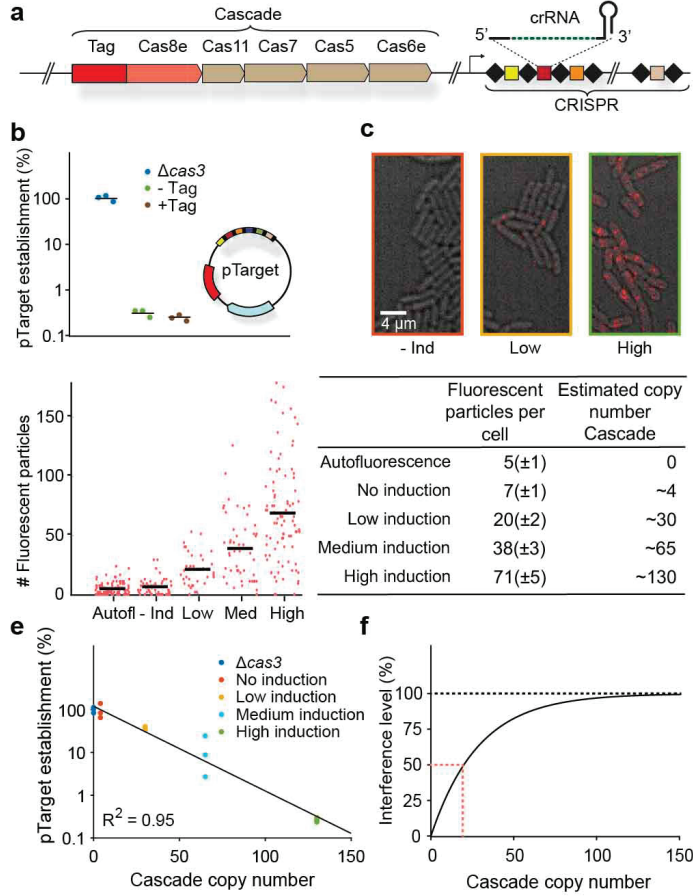 a
Cascade
crRNA
5’
3’
Tag Cas8e Cas11 Cas7 Cas5 Cas6e
CRISPR
b
pTarget establishment (%)
Δcas3
- Tag
+Tag
100
10
1
0.1
pTarget
c
4 µm
- Ind Low High
# Fluorescent particles
150
100
50
0
Autofl - Ind Low Med High
Fluorescent particles per cell Estimated copy number Cascade
Autofluorescence 5(±1) 0
No induction 7(±1) ~4
Low induction 20(±2) ~30
Medium induction 38(±3) ~65
High induction 71(±5) ~130
e
pTarget establishment (%)
Δcas3
No induction
Low induction
Medium induction
High induction
100
10
1
0.1
R2 = 0.95
0 50 100 150
Cascade copy number
f
Interference level (%)
100
75
50
25
0
0 50 100 150
Cascade copy number